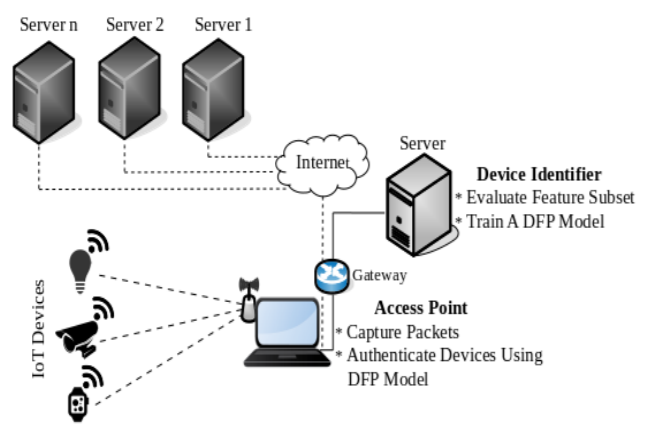 Server n
Server 2
Server 1
Internet
Server
Device Identifier
* Evaluate Feature Subset
* Train A DFP Model
Gateway
IoT Devices
Access Point
* Capture Packets
* Authenticate Devices Using
DFP Model